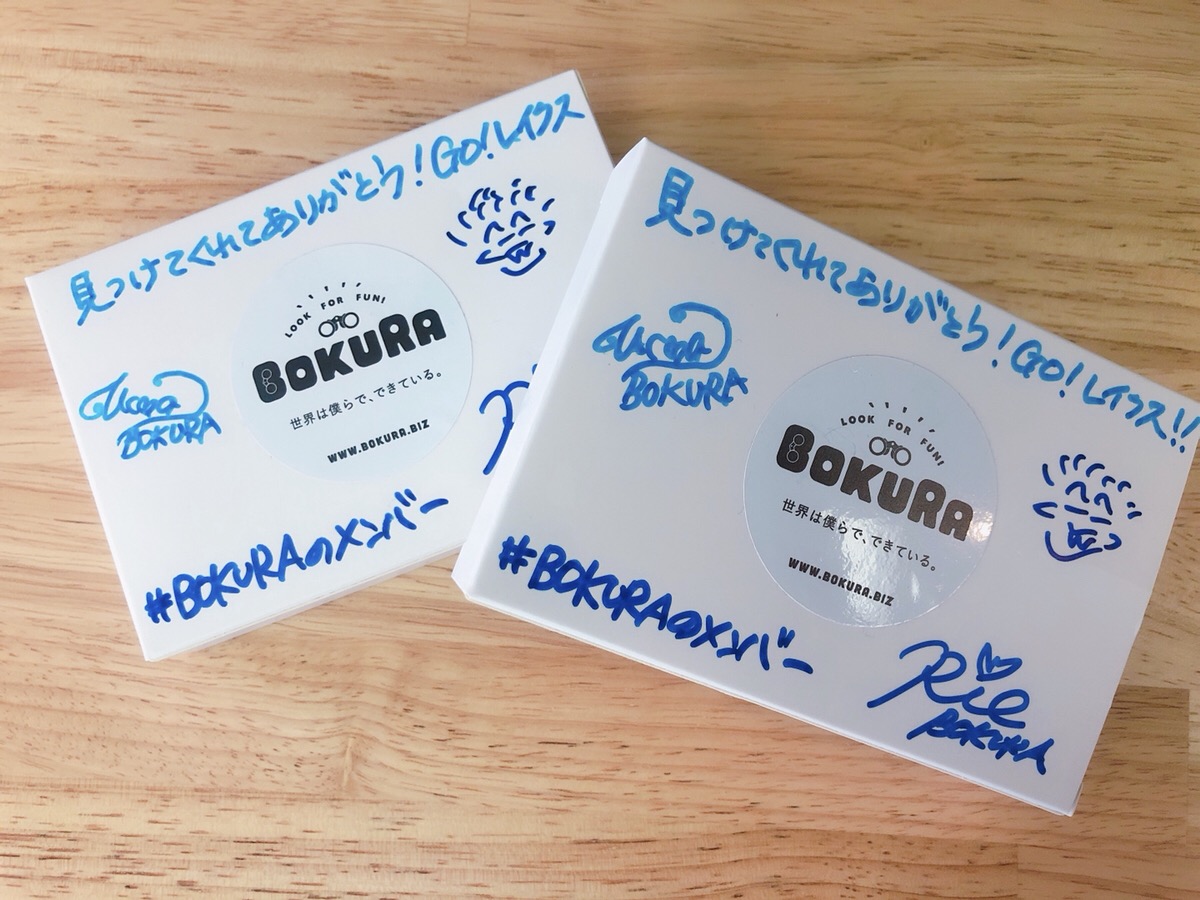 見つけてくれてありがとう!GO!レイクス
LOOK FOR FUN!
BOKURA
世界は僕らで、できている。
WWW.BOKURA.BIZ
BOKURA
#BOKURAのメンバー
見つけてくれてありがとう!GO!レイクス!!
LOOK FOR FUN!
BOKURA
世界は僕らで、できている。
WWW.BOKURA.BIZ
BOKURA
#BOKURAのメンバー
Rie
BOKURA